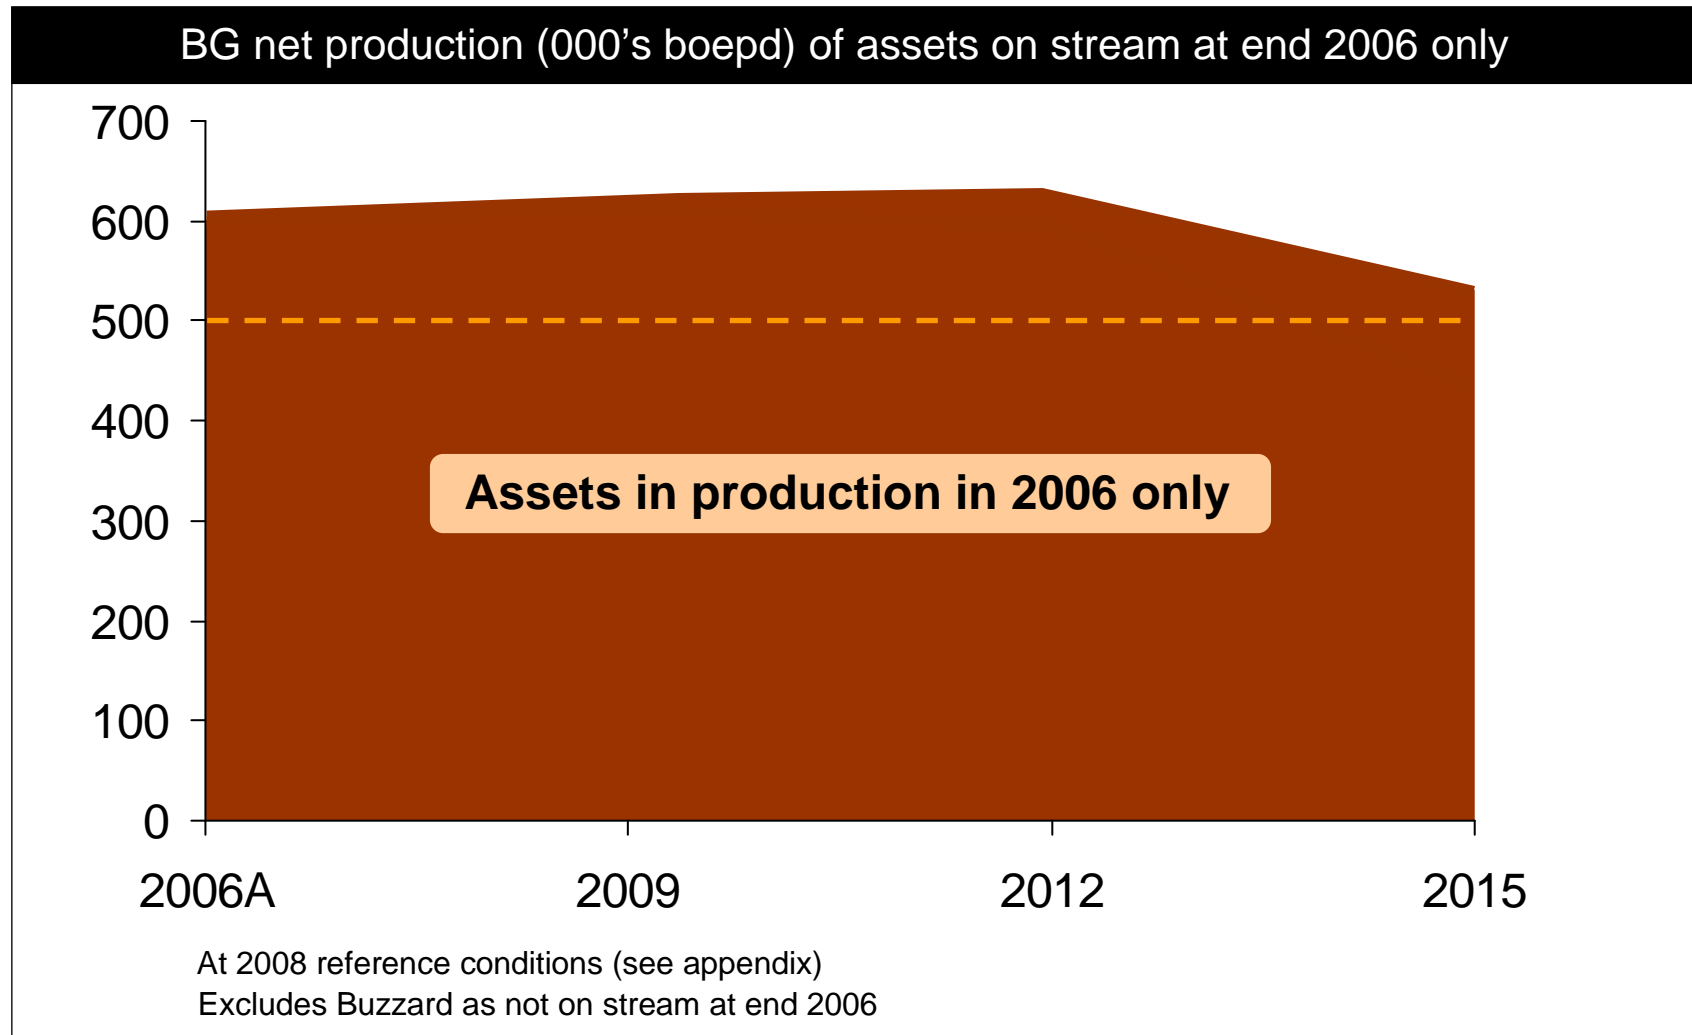 BG net production (000's boepd) of assets on stream at end 2006 only
700
600
500
400
300
200
100
0
Assets in production in 2006 only
2006A 2009 2012 2015
At 2008 reference conditions (see appendix)
Excludes Buzzard as not on stream at end 2006